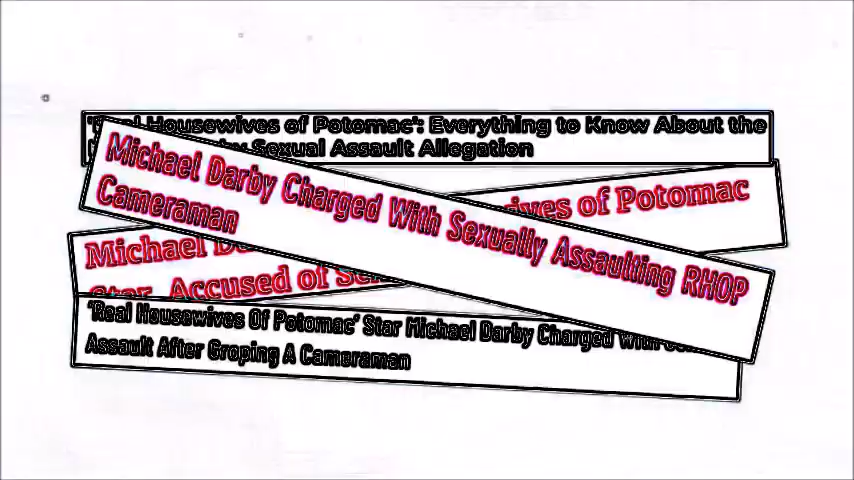 'Real Housewives of Potomac': Everything to Know About the
Sexual Assault Allegation
Michael Darby Charged With Sexually Assaulting RHOP
Cameraman
of Potomac
Michael
Star, Accused of
'Real Housewives Of Potomac' Star Michael Darby Charged With
Assault After Groping A Cameraman